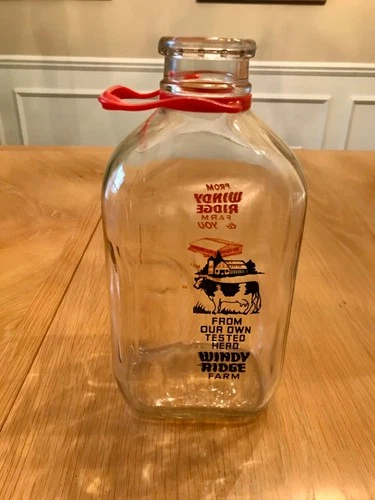 FROM
WINDY
RIDGE
FARM
to YOU
FROM
OUR OWN
TESTED
HERD
WINDY
RIDGE
FARM